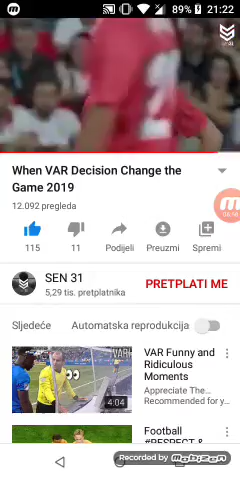 89% 21:22
When VAR Decision Change the
Game 2019
12.092 pregleda
115 11 Podijeli Preuzmi Spremi
SEN 31
5,29 tis. pretplatnika
PRETPLATI ME
Sljedeće Automatska reprodukcija
VAR Funny and
Ridiculous
Moments
Appreciate The...
Recommended for y...
4:04
Football
#RESPECT &
Recorded by mobizen